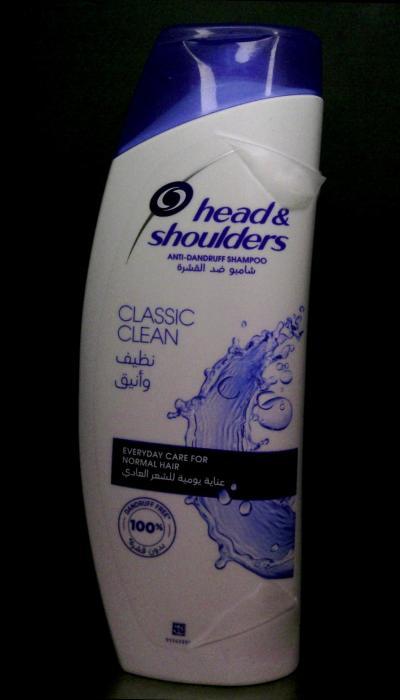 head &
shoulders
ANTI-DANDRUFF SHAMPOO
شامبو ضد القشرة
CLASSIC
CLEAN
نظيف
وأنيق
EVERYDAY CARE FOR
NORMAL HAIR
عناية يومية للشعر العادي
DANDRUFF FREE*
100%
بدون قشرة